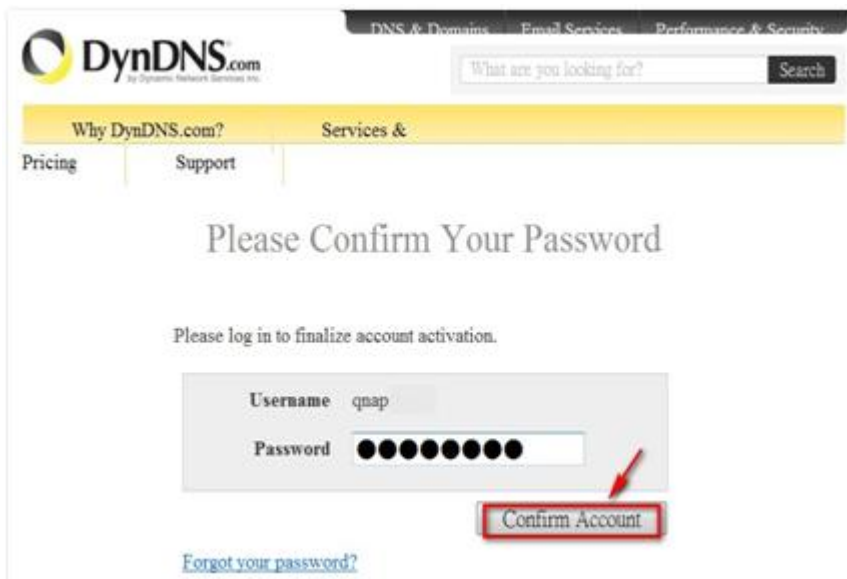 DNS & Domains Email Services Performance & Security
DynDNS.com
by Dynamic Network Services Inc.
What are you looking for? Search
Why DynDNS.com? Services &
Pricing Support
Please Confirm Your Password
Please log in to finalize account activation.
Username qnap
Password ●●●●●●●●
Confirm Account
Forgot your password?